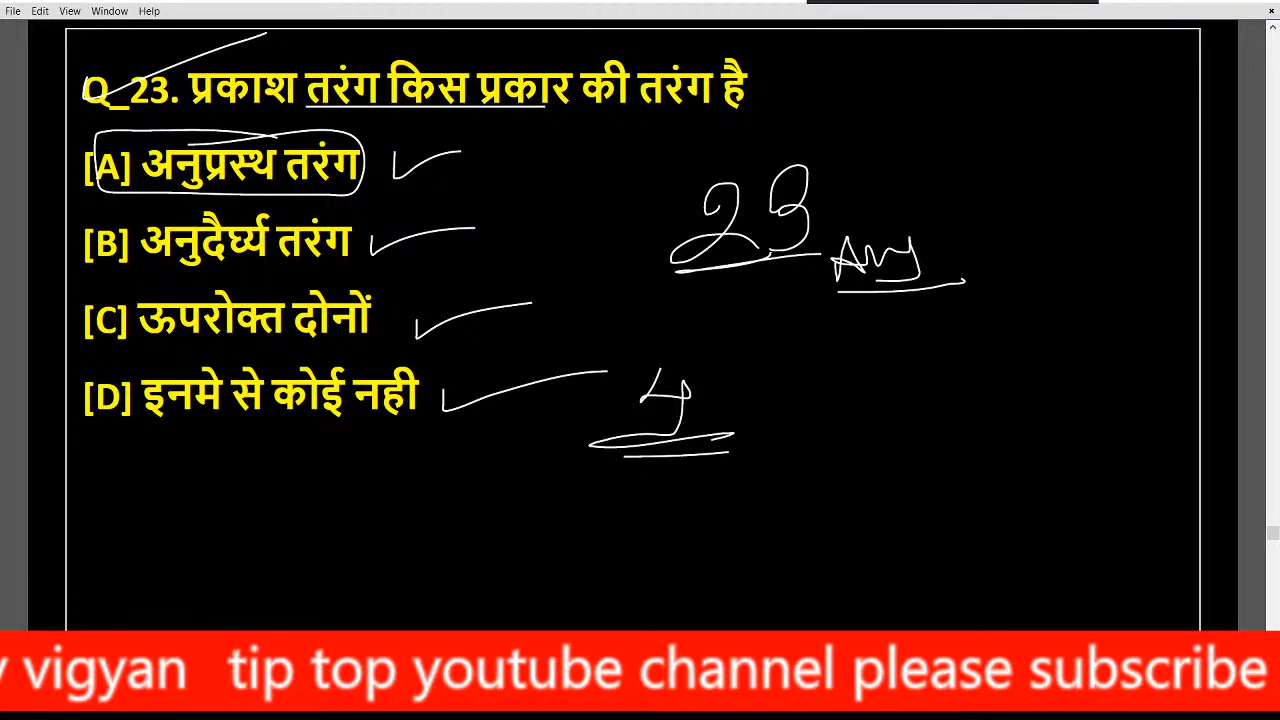 File Edit View Window Help
Q_23. प्रकाश तरंग किस प्रकार की तरंग है
[A] अनुप्रस्थ तरंग
[B] अनुदैर्घ्य तरंग
23
Ans
[C] ऊपरोक्त दोनों
[D] इनमे से कोई नही
4
vigyan tip top youtube channel please subscribe